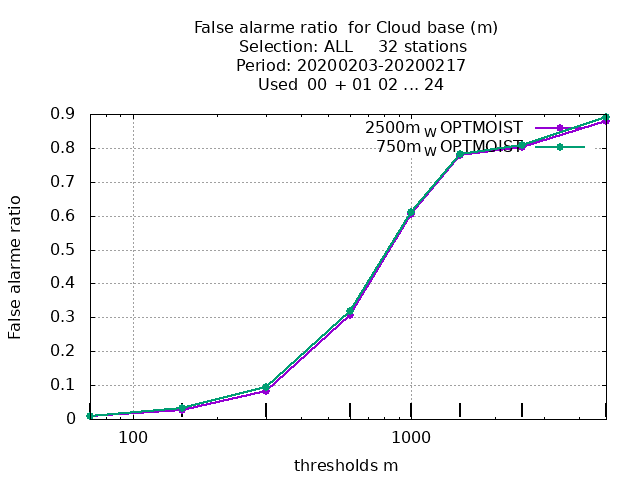 False alarme ratio  for Cloud base (m)
Selection: ALL     32 stations
Period: 20200203-20200217
Used  00  + 01 02 ... 24
2500m W OPTMOIST
750m W OPTMOIST
0.9
0.8
0.7
0.6
0.5
0.4
0.3
0.2
0.1
0
False alarme ratio
100
1000
thresholds m